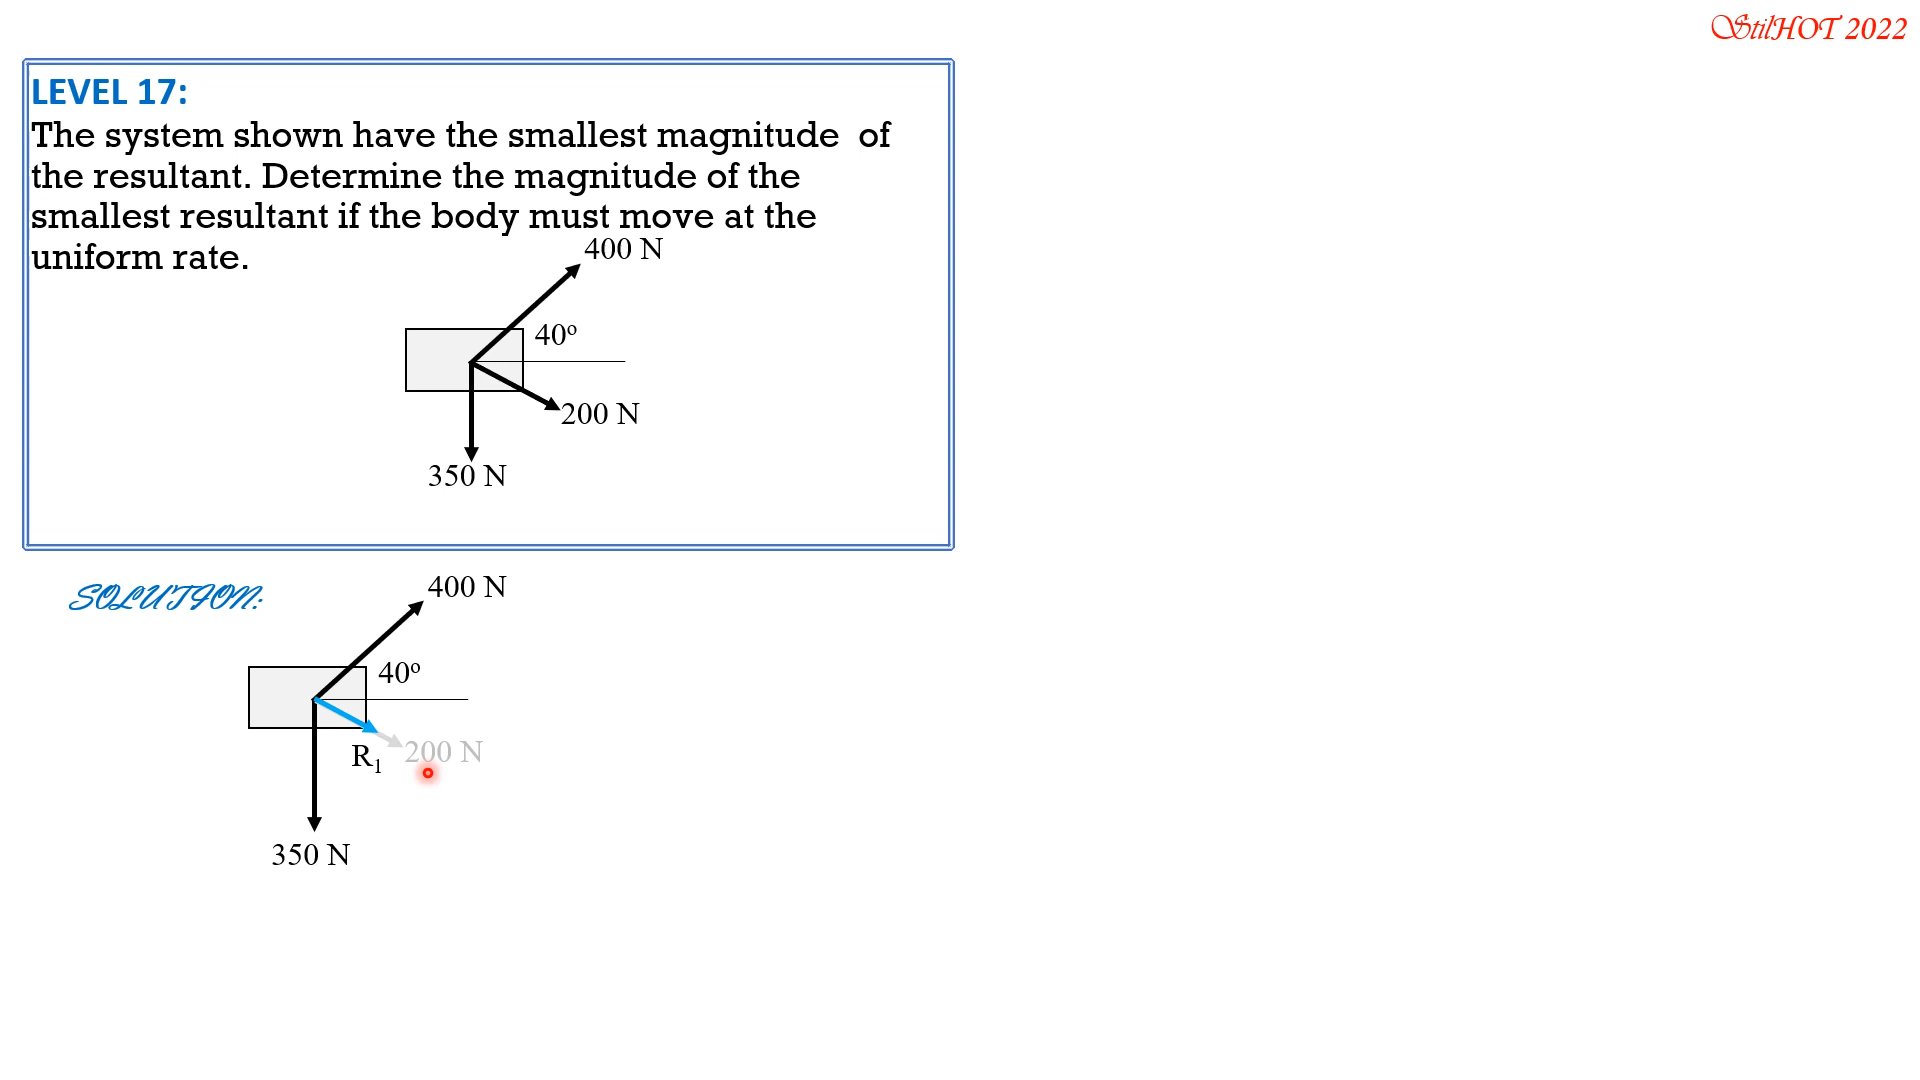 StilHOT 2022
LEVEL 17:
The system shown have the smallest magnitude  of
the resultant. Determine the magnitude of the
smallest resultant if the body must move at the
uniform rate.
400 N
40º
200 N
350 N
SOLUTION:
400 N
40º
200 N
R₁
350 N